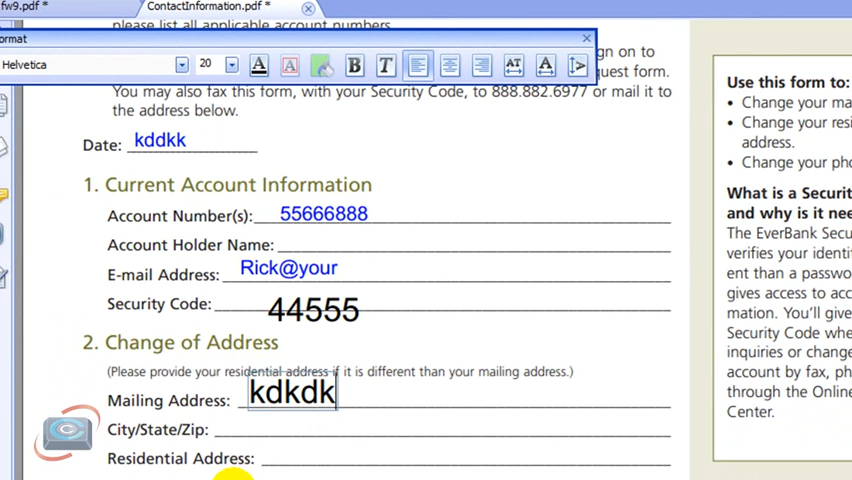 fw9.pdf *
ContactInformation.pdf *
please list all applicable account numbers.
ormat
Helvetica
20
A A B T AT A
gn on to
quest form.
You may also fax this form, with your Security Code, to 888.882.6977 or mail it to
the address below.
Date: kddkk
1. Current Account Information
Account Number(s): 55666888
Account Holder Name:
E-mail Address: Rick@your
Security Code: 44555
2. Change of Address
(Please provide your residential address if it is different than your mailing address.)
Mailing Address: kdkdk
City/State/Zip:
Residential Address:
Use this form to:
• Change your ma
• Change your resi
address.
• Change your pho
What is a Securit
and why is it nee
The EverBank Secu
verifies your identit
ent than a passwo
gives access to acc
mation. You'll give
Security Code whe
inquiries or change
account by fax, ph
through the Online
Center.